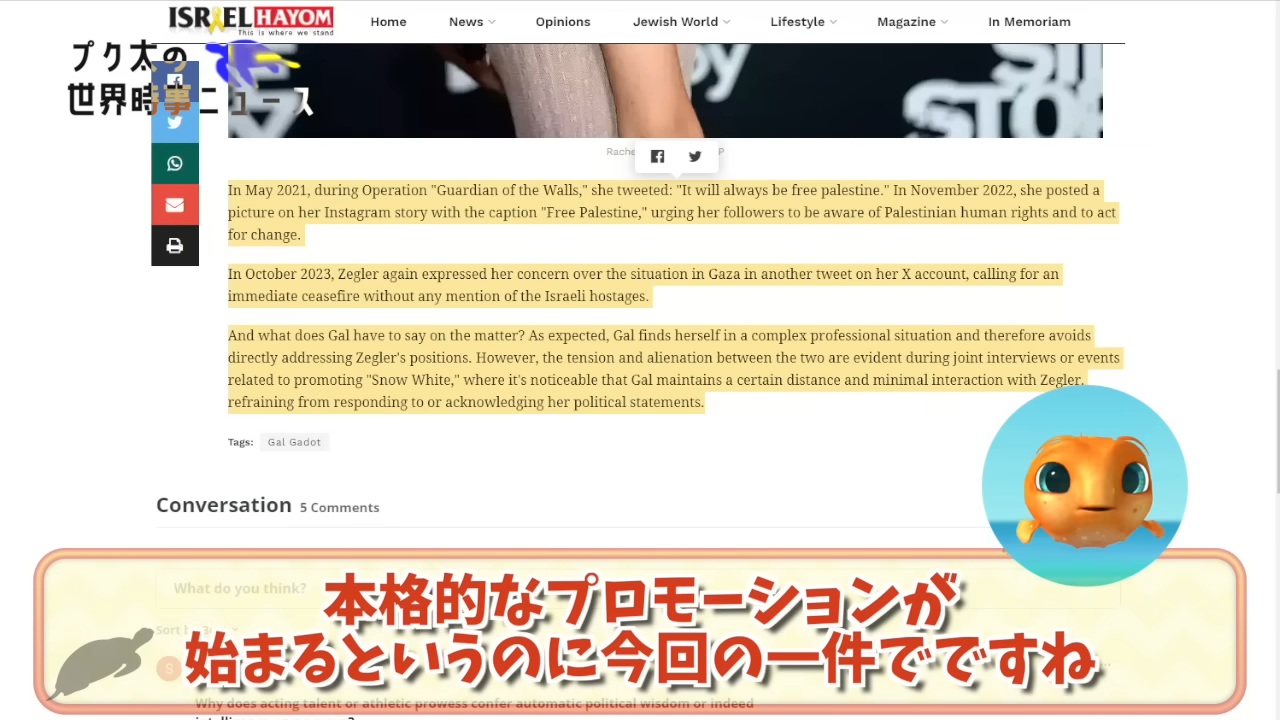 ISRAEL HAYOM
This is where we stand
Home News Opinions Jewish World Lifestyle Magazine In Memoriam
プク太の
世界時事ニュース
Rache
P
In May 2021, during Operation "Guardian of the Walls," she tweeted: "It will always be free palestine." In November 2022, she posted a
picture on her Instagram story with the caption "Free Palestine," urging her followers to be aware of Palestinian human rights and to act
for change.
In October 2023, Zegler again expressed her concern over the situation in Gaza in another tweet on her X account, calling for an
immediate ceasefire without any mention of the Israeli hostages.
And what does Gal have to say on the matter? As expected, Gal finds herself in a complex professional situation and therefore avoids
directly addressing Zegler's positions. However, the tension and alienation between the two are evident during joint interviews or events
related to promoting "Snow White," where it's noticeable that Gal maintains a certain distance and minimal interaction with Zegler,
refraining from responding to or acknowledging her political statements.
Tags: Gal Gadot
Conversation 5 Comments
What do you think?
本格的なプロモーションが
始まるというのに今回の一件でですね
Why does acting talent or athletic prowess confer automatic political wisdom or indeed